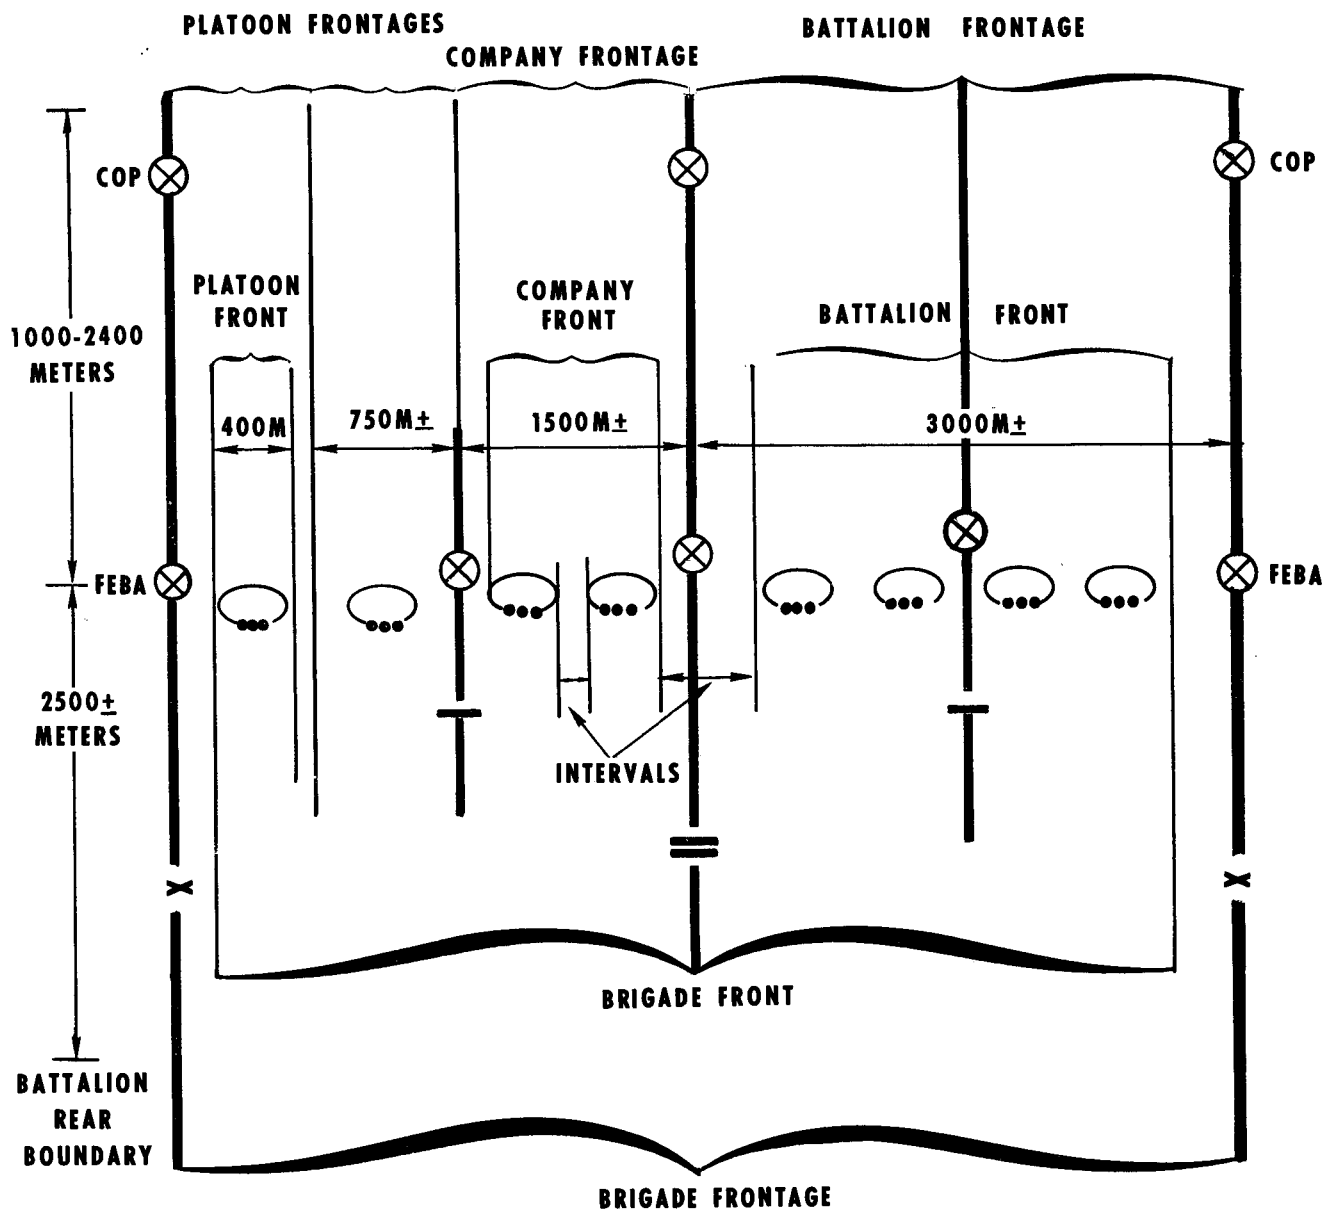 PLATOON FRONTAGES
BATTALION FRONTAGE
COMPANY FRONTAGE
COP
COP
PLATOON
FRONT
COMPANY
FRONT
BATTALION FRONT
1000-2400
METERS
400M
750M±
1500M±
3000M±
FEBA
FEBA
2500±
METERS
INTERVALS
X
X
BRIGADE FRONT
BATTALION
REAR
BOUNDARY
BRIGADE FRONTAGE